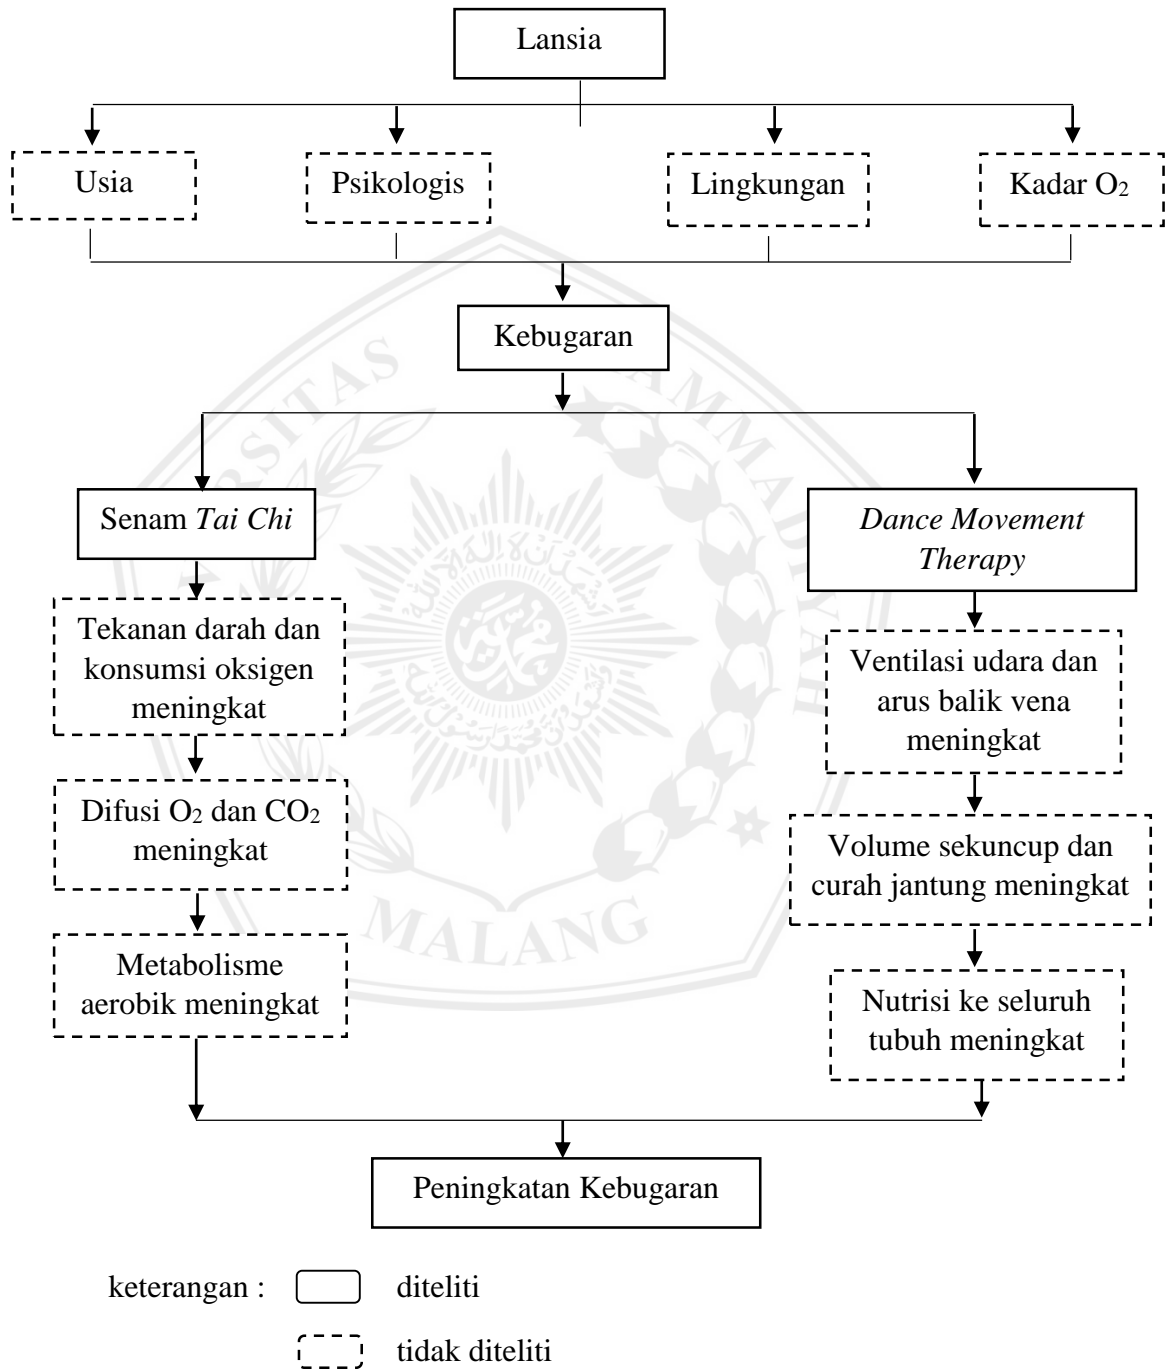 Lansia
Usia
Psikologis
Lingkungan
Kadar O₂
Kebugaran
Senam Tai Chi
Dance Movement
Therapy
Tekanan darah dan
konsumsi oksigen
meningkat
Ventilasi udara dan
arus balik vena
meningkat
Difusi O₂ dan CO₂
meningkat
Volume sekuncup dan
curah jantung meningkat
Metabolisme
aerobik meningkat
Nutrisi ke seluruh
tubuh meningkat
MALANG
Peningkatan Kebugaran
keterangan :
diteliti
tidak diteliti